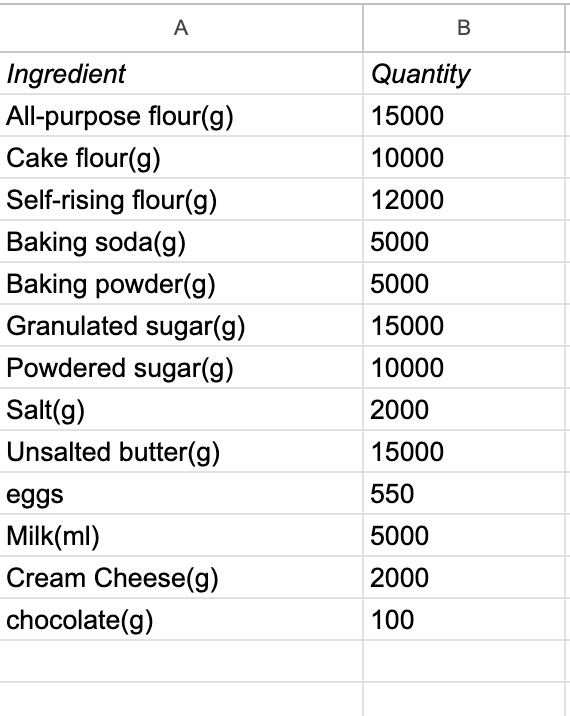 A B
Ingredient Quantity
All-purpose flour(g) 15000
Cake flour(g) 10000
Self-rising flour(g) 12000
Baking soda(g) 5000
Baking powder(g) 5000
Granulated sugar(g) 15000
Powdered sugar(g) 10000
Salt(g) 2000
Unsalted butter(g) 15000
eggs 550
Milk(ml) 5000
Cream Cheese(g) 2000
chocolate(g) 100